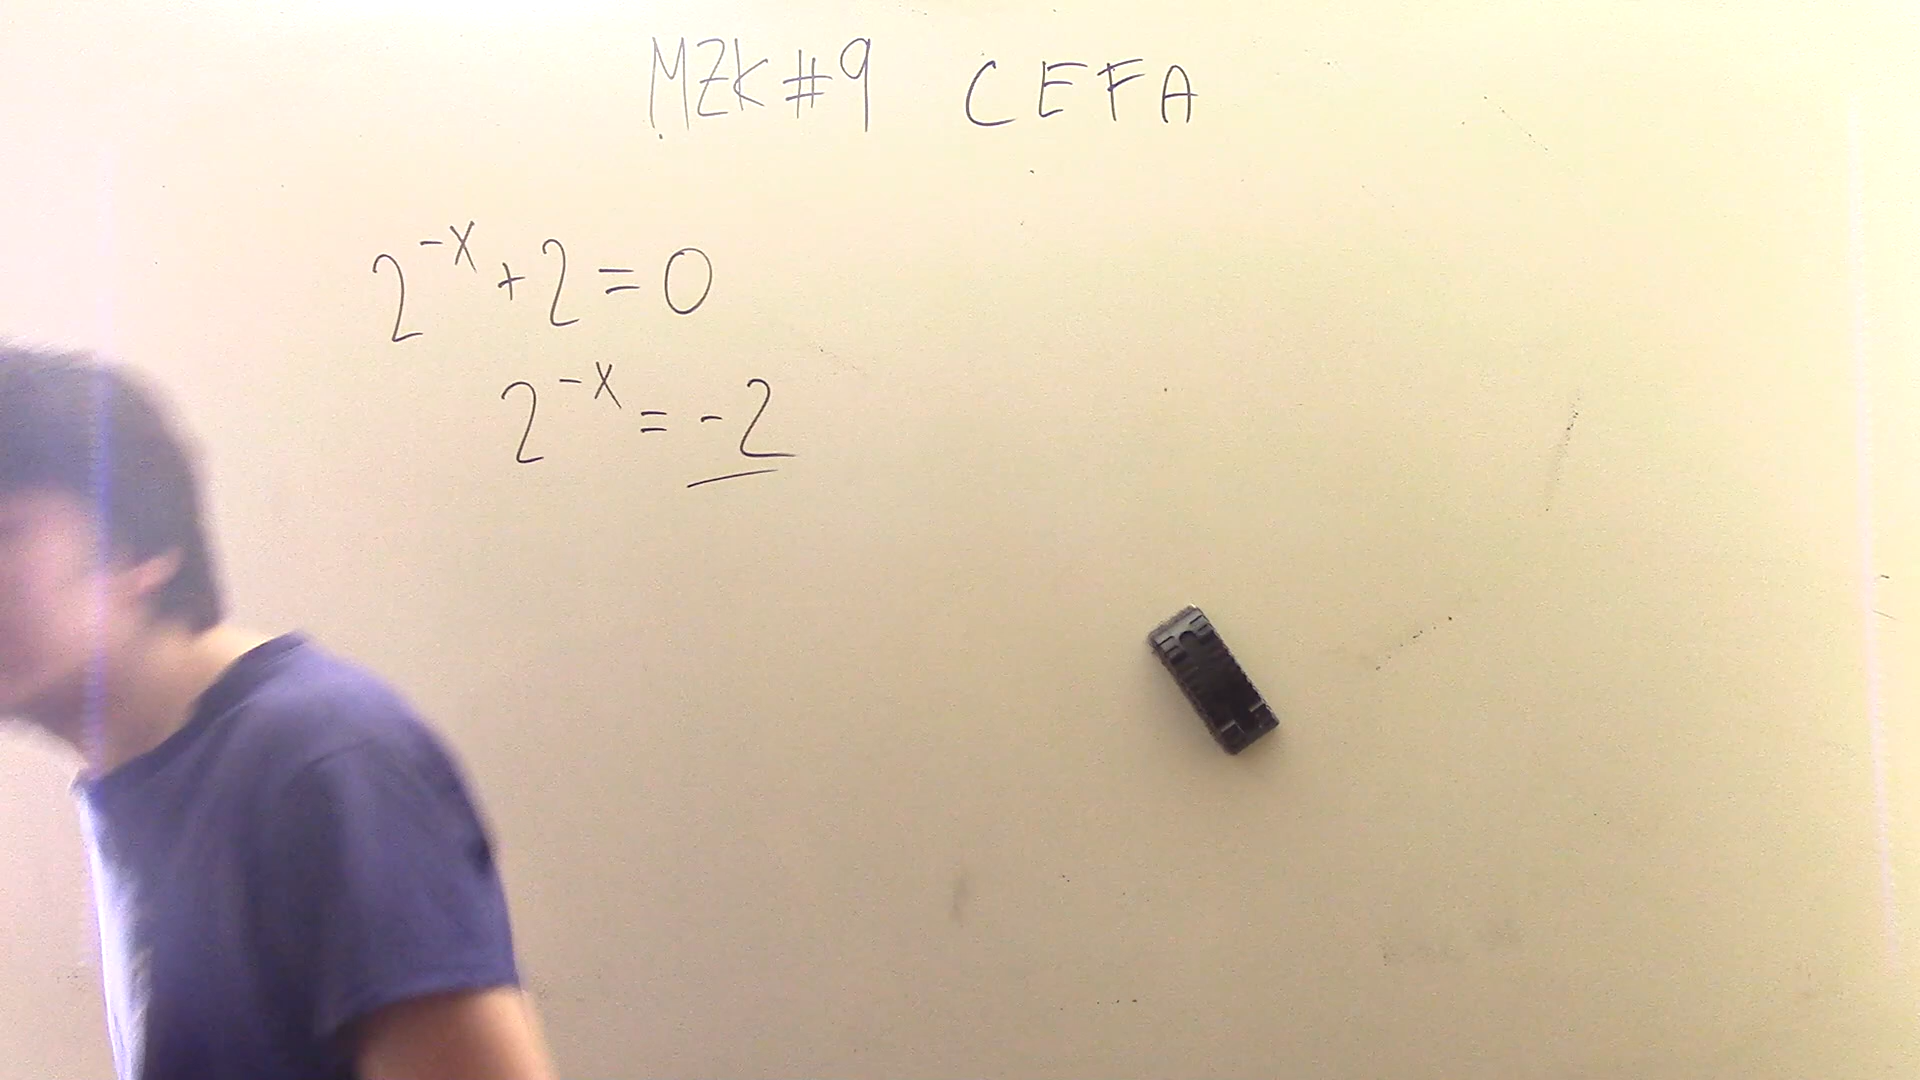 MZK #9 CEFA
2^{-x} + 2 = 0
2^{-x} = -2